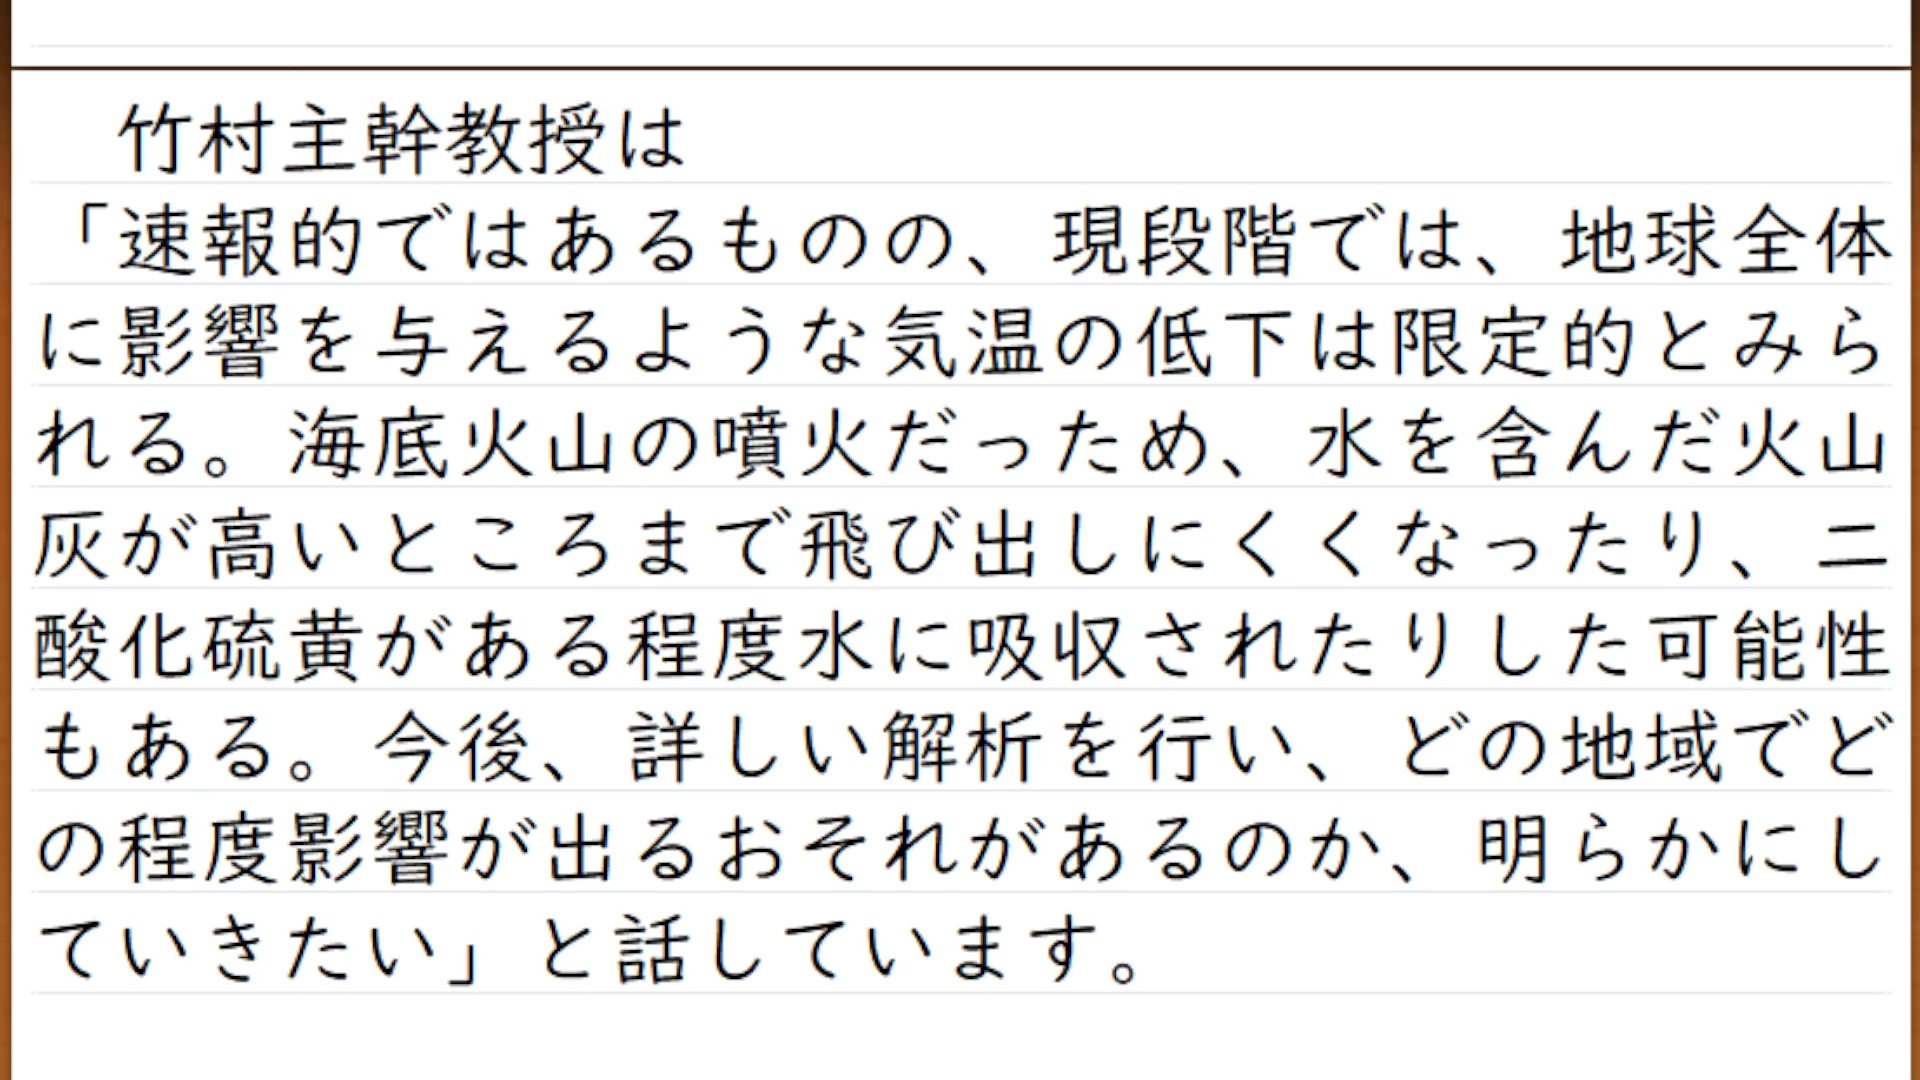 竹村主幹教授は
「速報的ではあるものの、現段階では、地球全体
に影響を与えるような気温の低下は限定的とみら
れる。海底火山の噴火だったため、水を含んだ火山
灰が高いところまで飛び出しにくくなったり、二
酸化硫黄がある程度水に吸収されたりした可能性
もある。今後、詳しい解析を行い、どの地域でど
の程度影響が出るおそれがあるのか、明らかにし
ていきたい」と話しています。